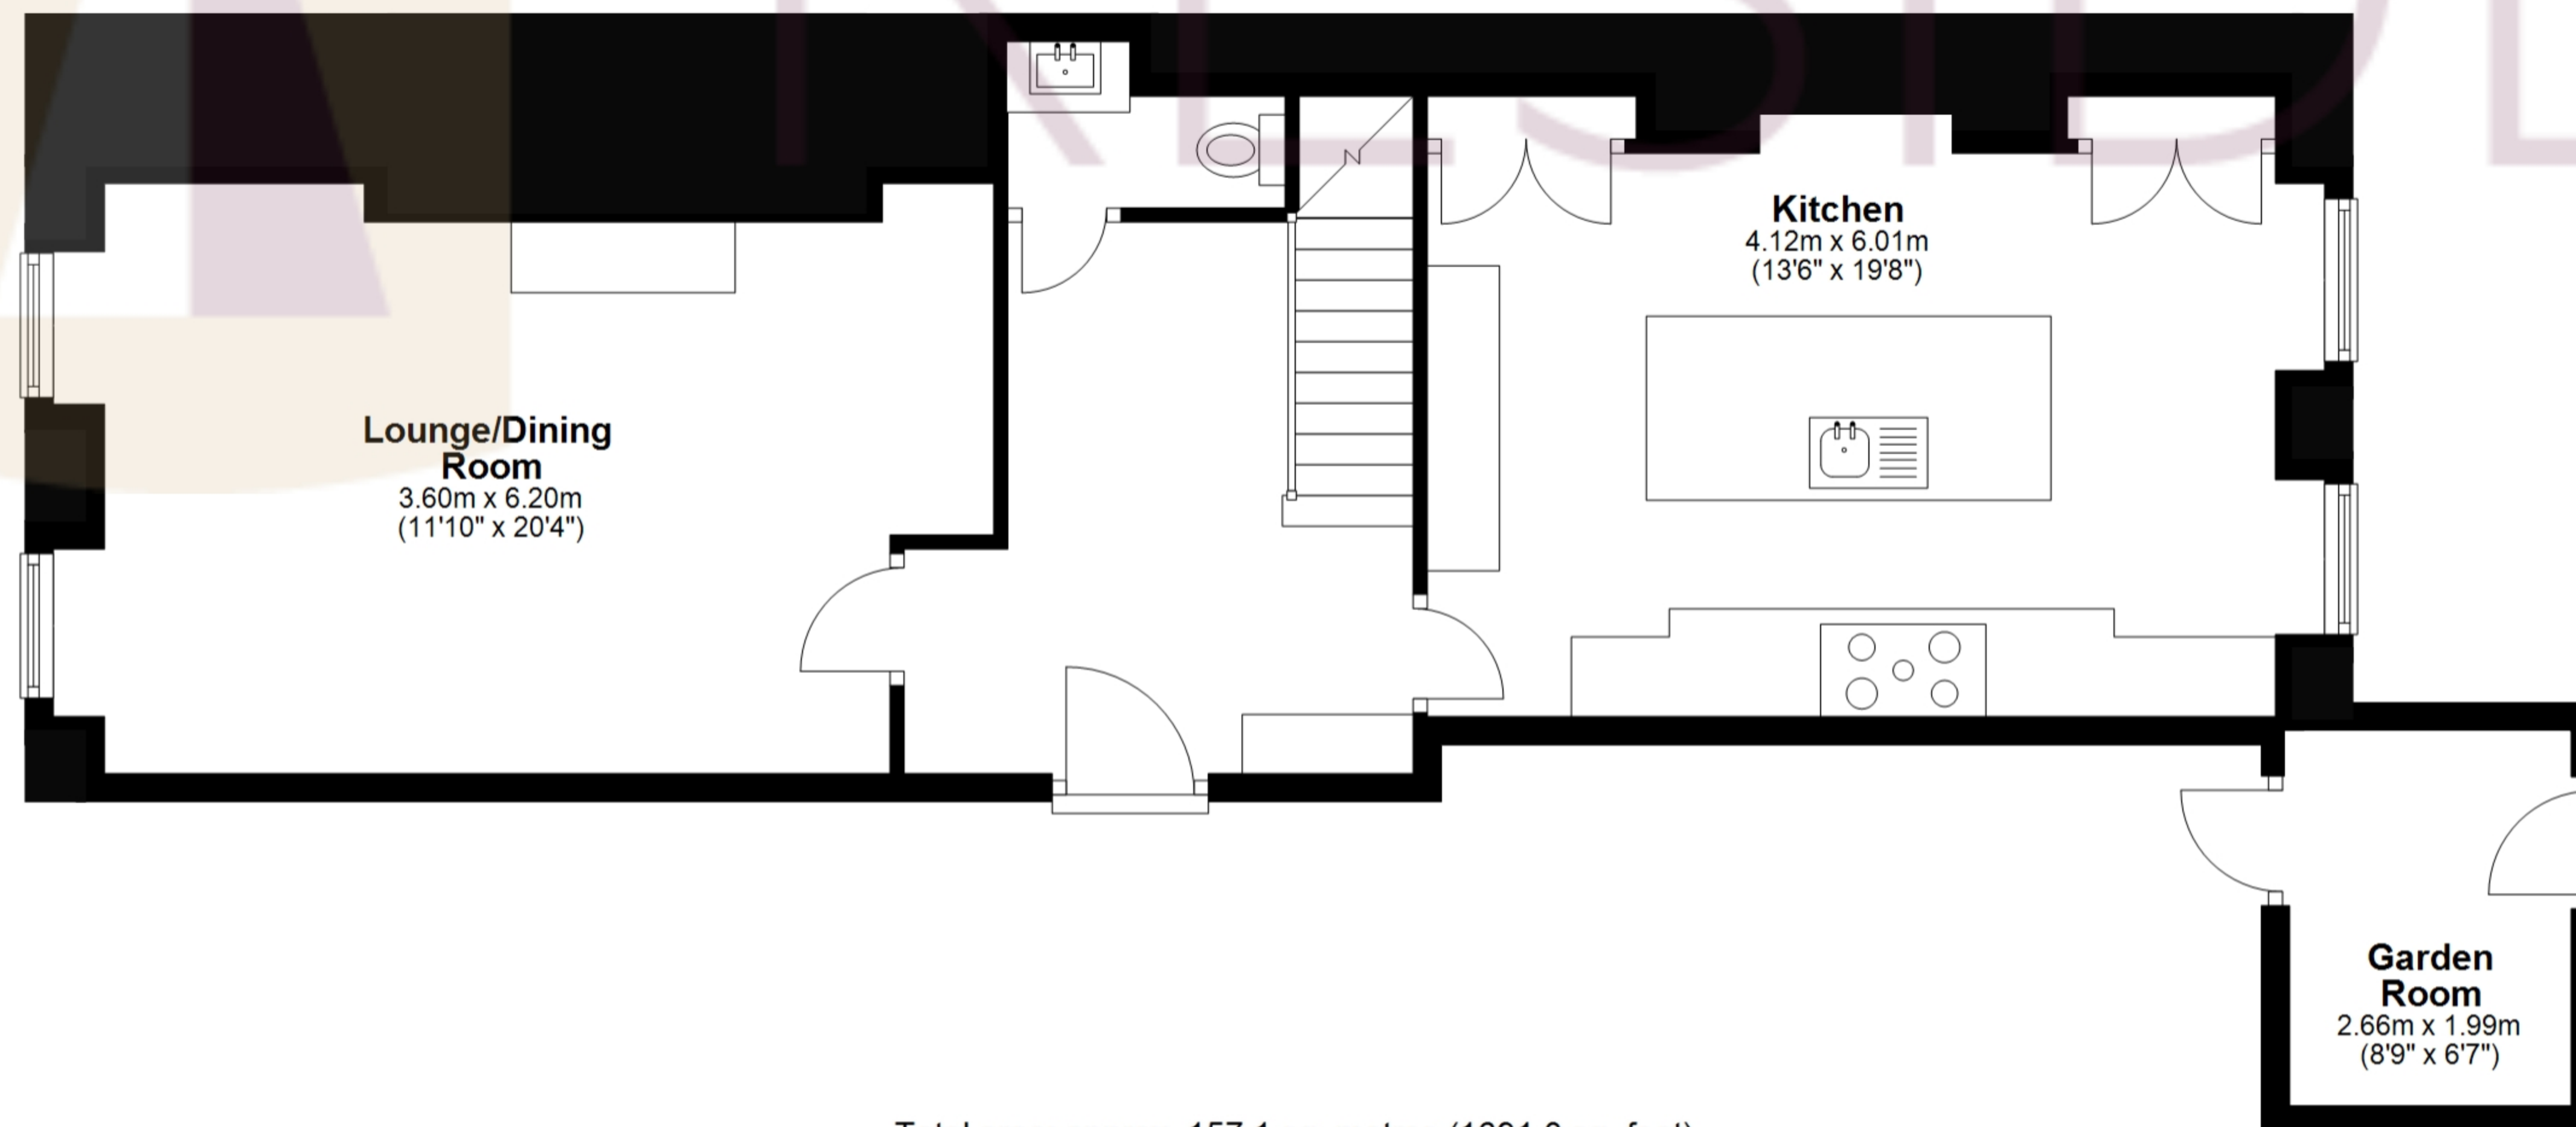 Kitchen
4.12m x 6.01m
(13'6" x 19'8")
Lounge/Dining
Room
3.60m x 6.20m
(11'10" x 20'4")
Garden
Room
2.66m x 1.99m
(8'9" x 6'7")